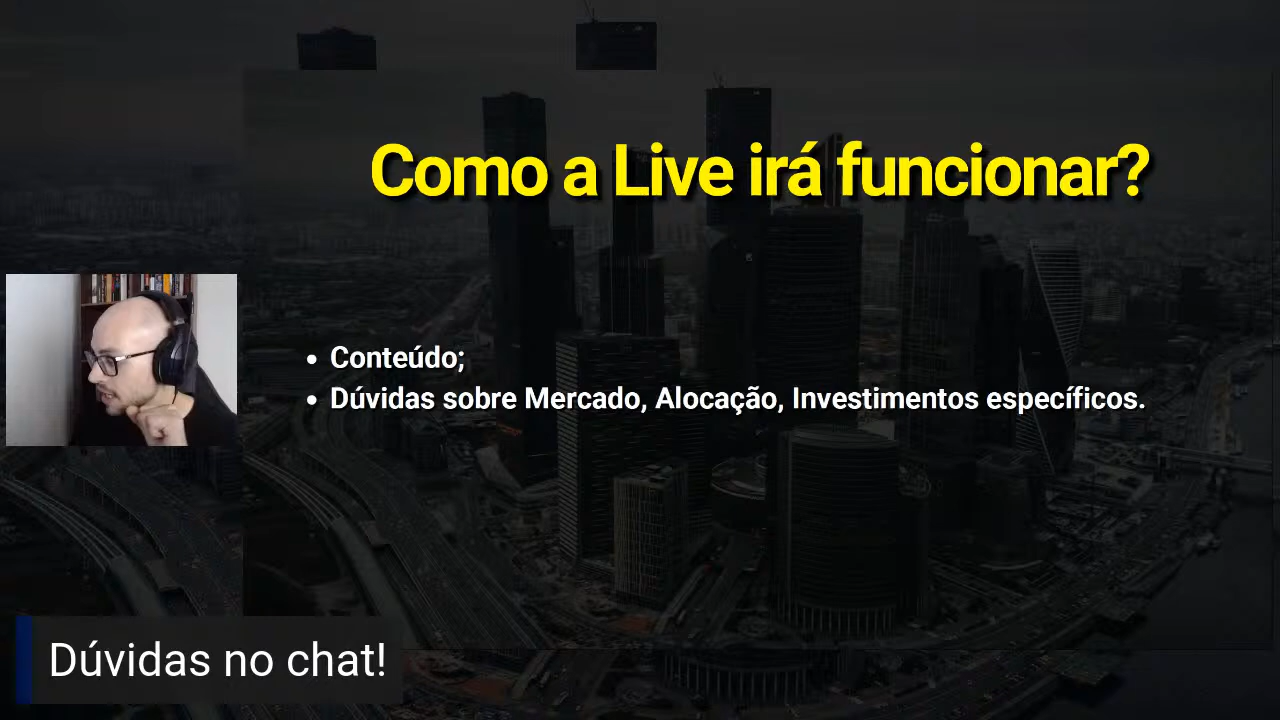 Como a Live irá funcionar?
• Conteúdo;
• Dúvidas sobre Mercado, Alocação, Investimentos específicos.
Dúvidas no chat!